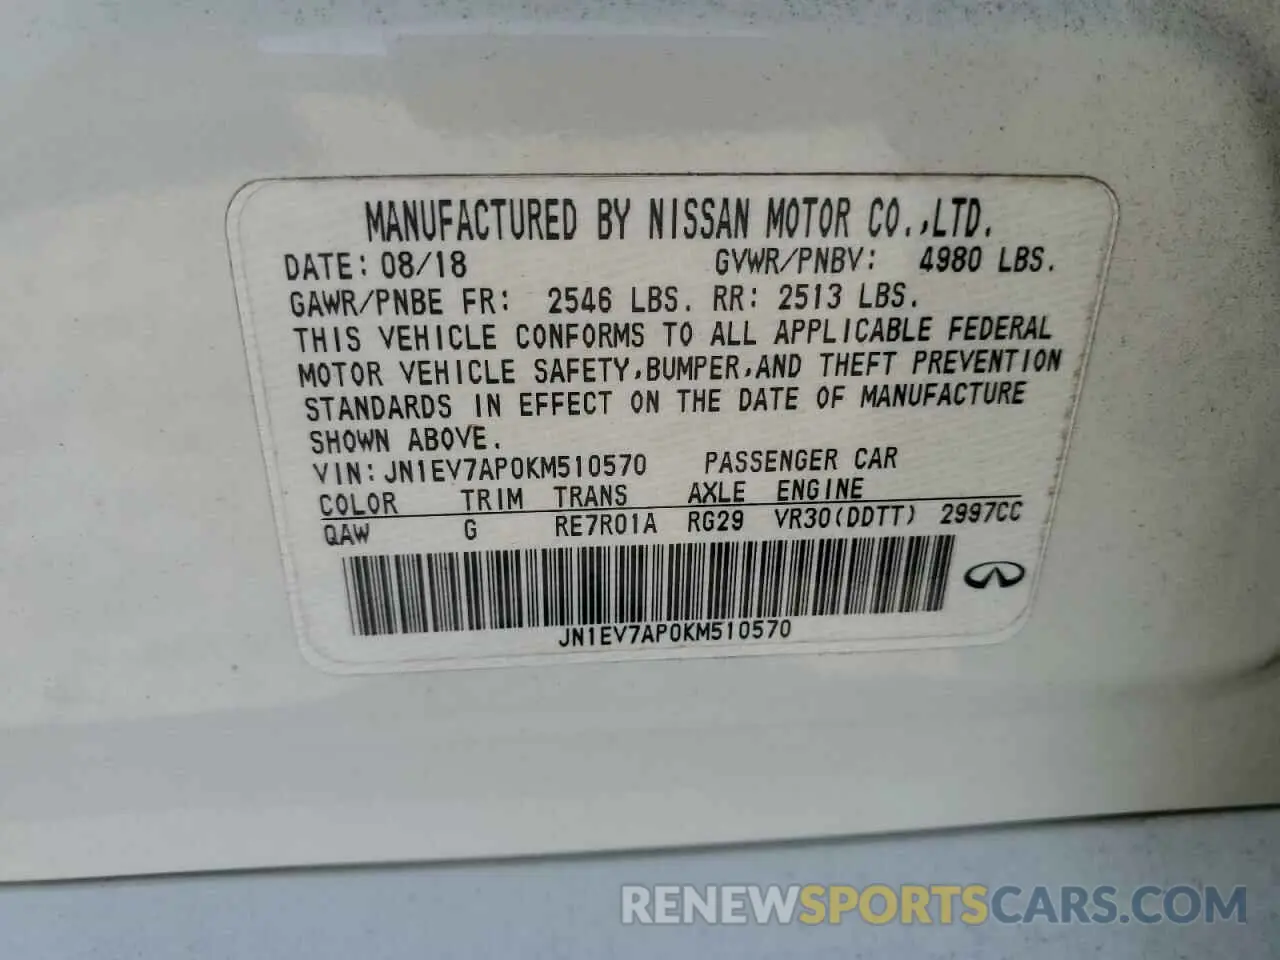 MANUFACTURED BY NISSAN MOTOR CO.,LTD.
DATE: 08/18 GVWR/PNBV: 4980 LBS.
GAWR/PNBE FR: 2546 LBS. RR: 2513 LBS.
THIS VEHICLE CONFORMS TO ALL APPLICABLE FEDERAL
MOTOR VEHICLE SAFETY,BUMPER,AND THEFT PREVENTION
STANDARDS IN EFFECT ON THE DATE OF MANUFACTURE
SHOWN ABOVE.
VIN:JN1EV7AP0KM510570 PASSENGER CAR
COLOR TRIM TRANS AXLE ENGINE
QAW G RE7R01A RG29 VR30(DDTT) 2997CC
JN1EV7AP0KM510570
RENEWSPORTSCARS.COM